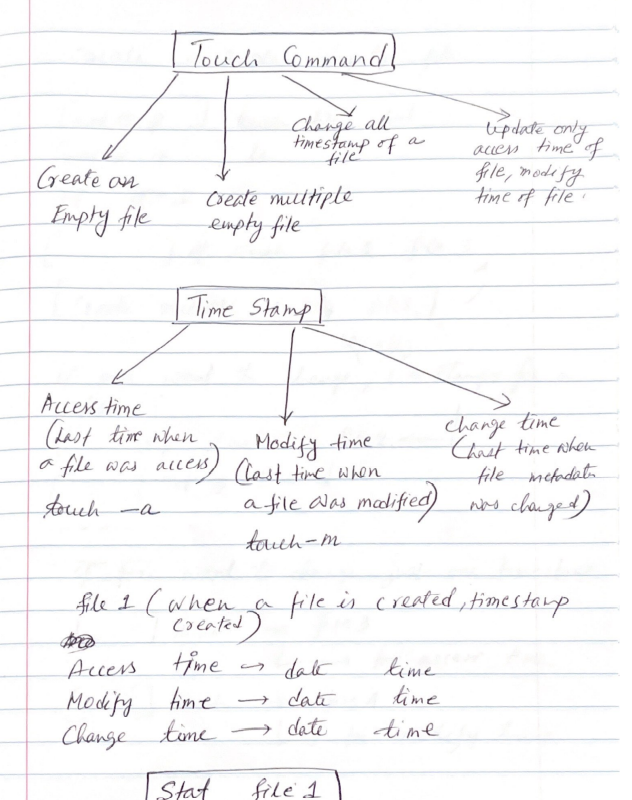 Touch Command
Create an
Empty file
Create multiple
empty file
Change all
timestamp of a
file
Update only
access time of
file, modify
time of file.
Time Stamp
Access time
(Last time when
a file was access)
touch -a
Modify time
(Last time when
a file was modified)
touch-m
change time
(Last time when
file metadata
was changed)
file 1 (when a file is created, timestamp
created)
Access time → date time
Modify time → date time
Change time → date time
Stat file 1